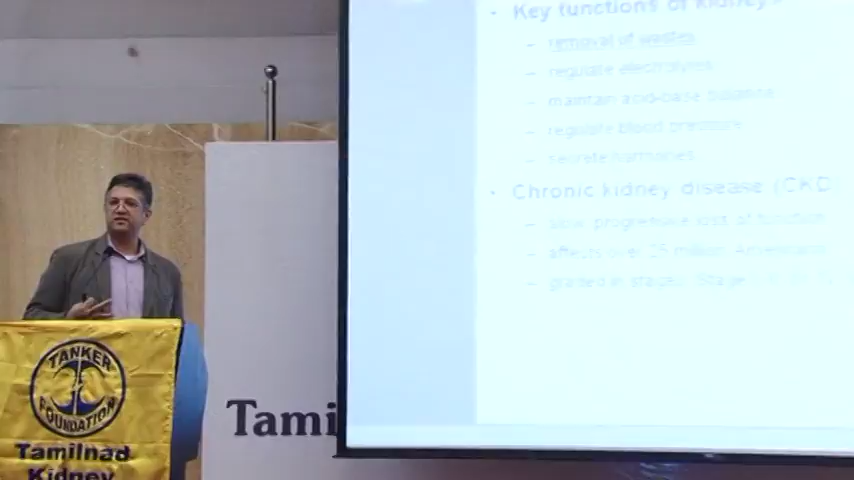 Key functions of kidneys
removal of wastes
regulate electrolytes
maintain acid-base balance
regulate blood pressure
secrete hormones
Chronic kidney disease (CKD
slow progressive loss of function
affects over 25 million Americans
graded in stages
TANKER
FOUNDATION
Tamilnad
Kidney
Tami